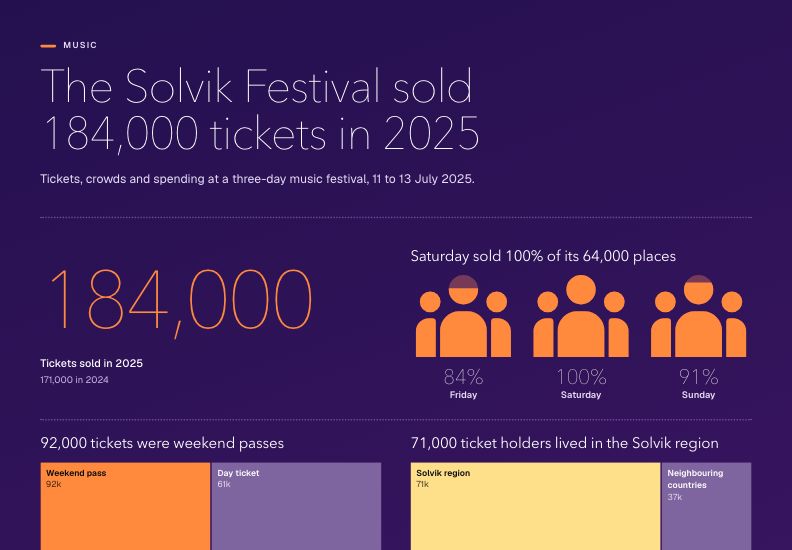 MUSIC
The Solvik Festival sold
184,000 tickets in 2025
Tickets, crowds and spending at a three-day music festival, 11 to 13 July 2025.
184,000
Tickets sold in 2025
171,000 in 2024
Saturday sold 100% of its 64,000 places
84%
Friday
100%
Saturday
91%
Sunday
92,000 tickets were weekend passes
Weekend pass
92k
Day ticket
61k
71,000 ticket holders lived in the Solvik region
Solvik region
71k
Neighbouring
countries
37k